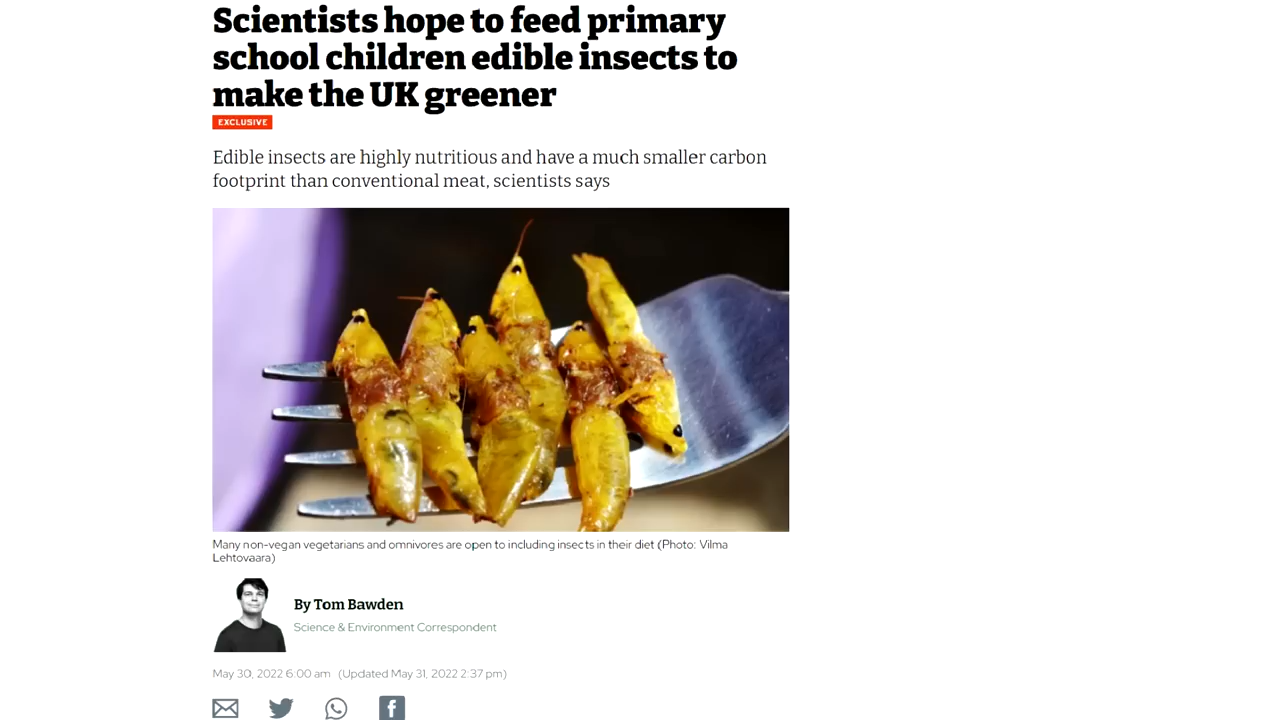 Scientists hope to feed primary
school children edible insects to
make the UK greener
EXCLUSIVE
Edible insects are highly nutritious and have a much smaller carbon
footprint than conventional meat, scientists says
Many non-vegan vegetarians and omnivores are open to including insects in their diet (Photo: Vilma
Lehtovaara)
By Tom Bawden
Science & Environment Correspondent
May 30, 2022 6:00 am (Updated May 31, 2022 2:37 pm)